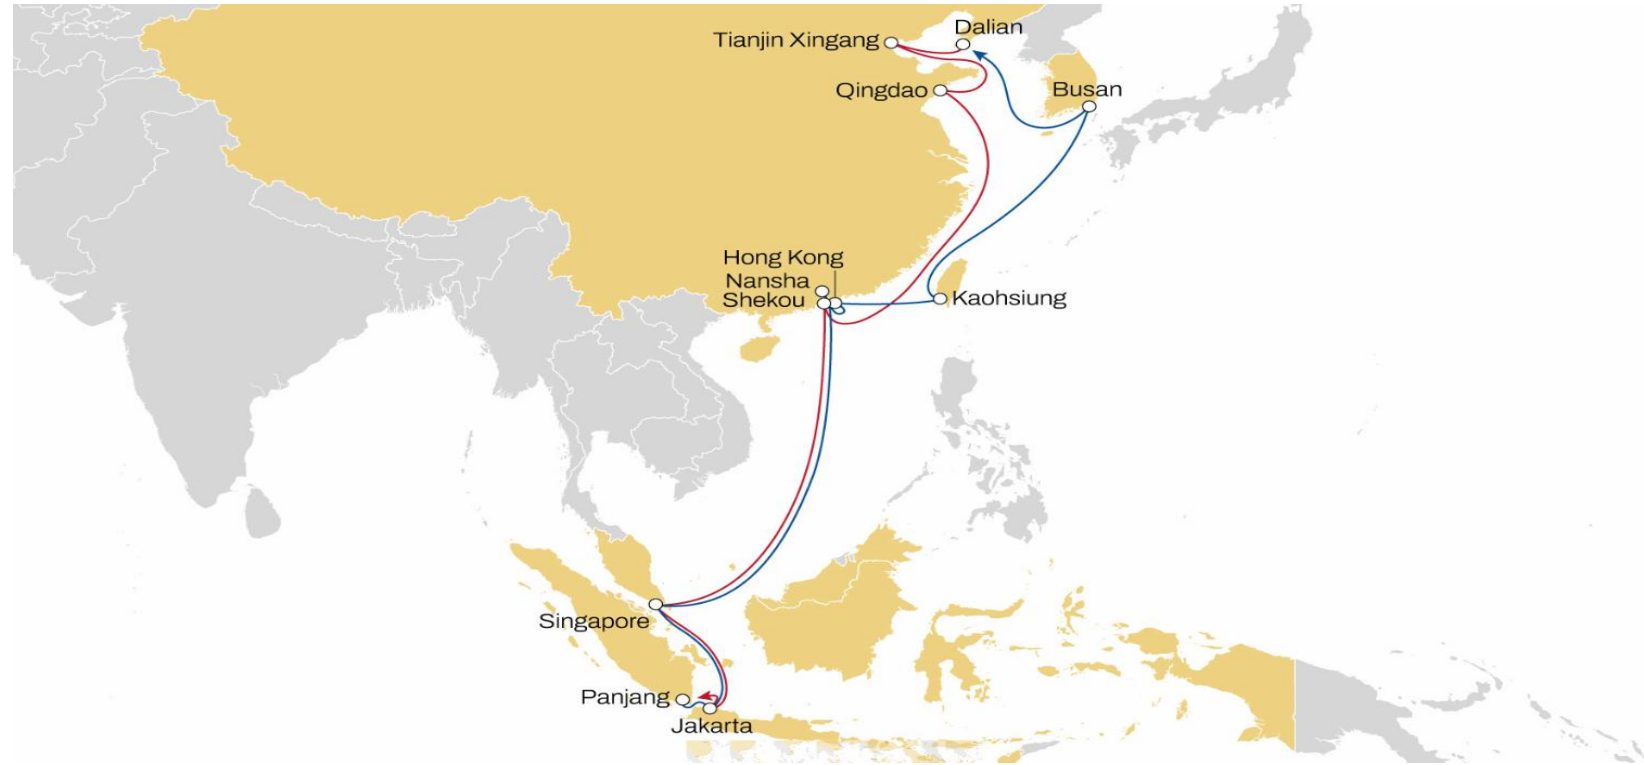 Dalian
Tianjin Xingang
Qingdao
Busan
Hong Kong
Nansha
Shekou
Kaohsiung
Singapore
Panjang
Jakarta